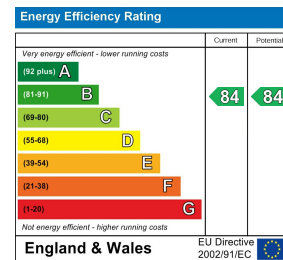 Energy Efficiency Rating
Current Potential
Very energy efficient - lower running costs
(92 plus) A
(81-91) B
84 84
(69-80) C
(55-68) D
(39-54) E
(21-38) F
(1-20) G
Not energy efficient - higher running costs
England & Wales
EU Directive
2002/91/EC